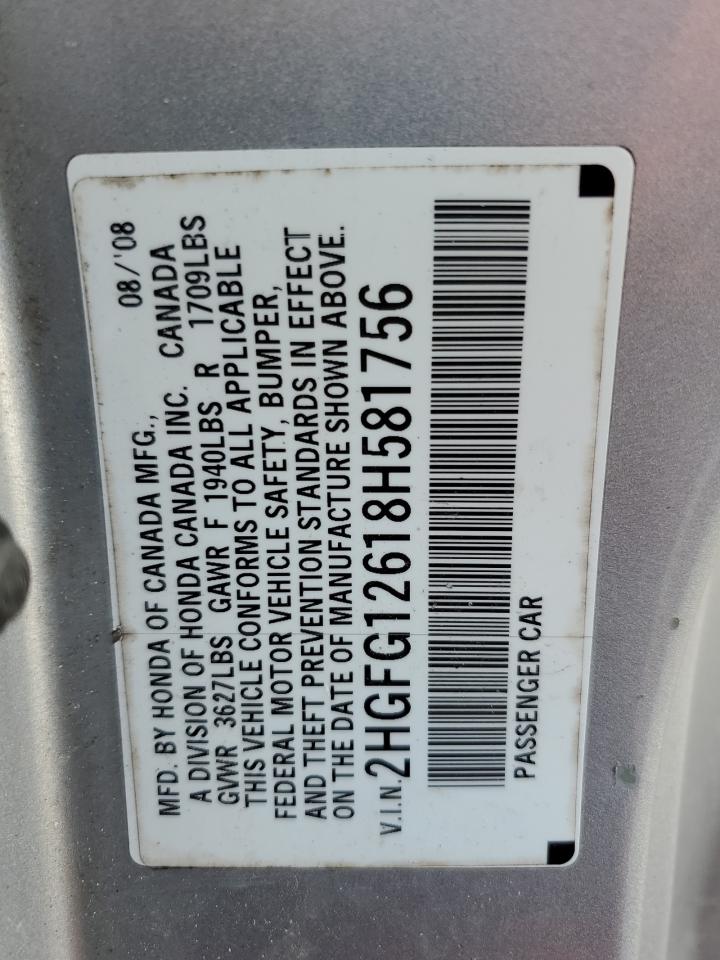 MFD. BY HONDA OF CANADA MFG., 08/'08
A DIVISION OF HONDA CANADA INC. CANADA
GVWR 3627LBS GAWR F 1940LBS R 1709LBS
THIS VEHICLE CONFORMS TO ALL APPLICABLE
FEDERAL MOTOR VEHICLE SAFETY, BUMPER,
AND THEFT PREVENTION STANDARDS IN EFFECT
ON THE DATE OF MANUFACTURE SHOWN ABOVE.
V.I.N. 2HGFG12618H581756
PASSENGER CAR